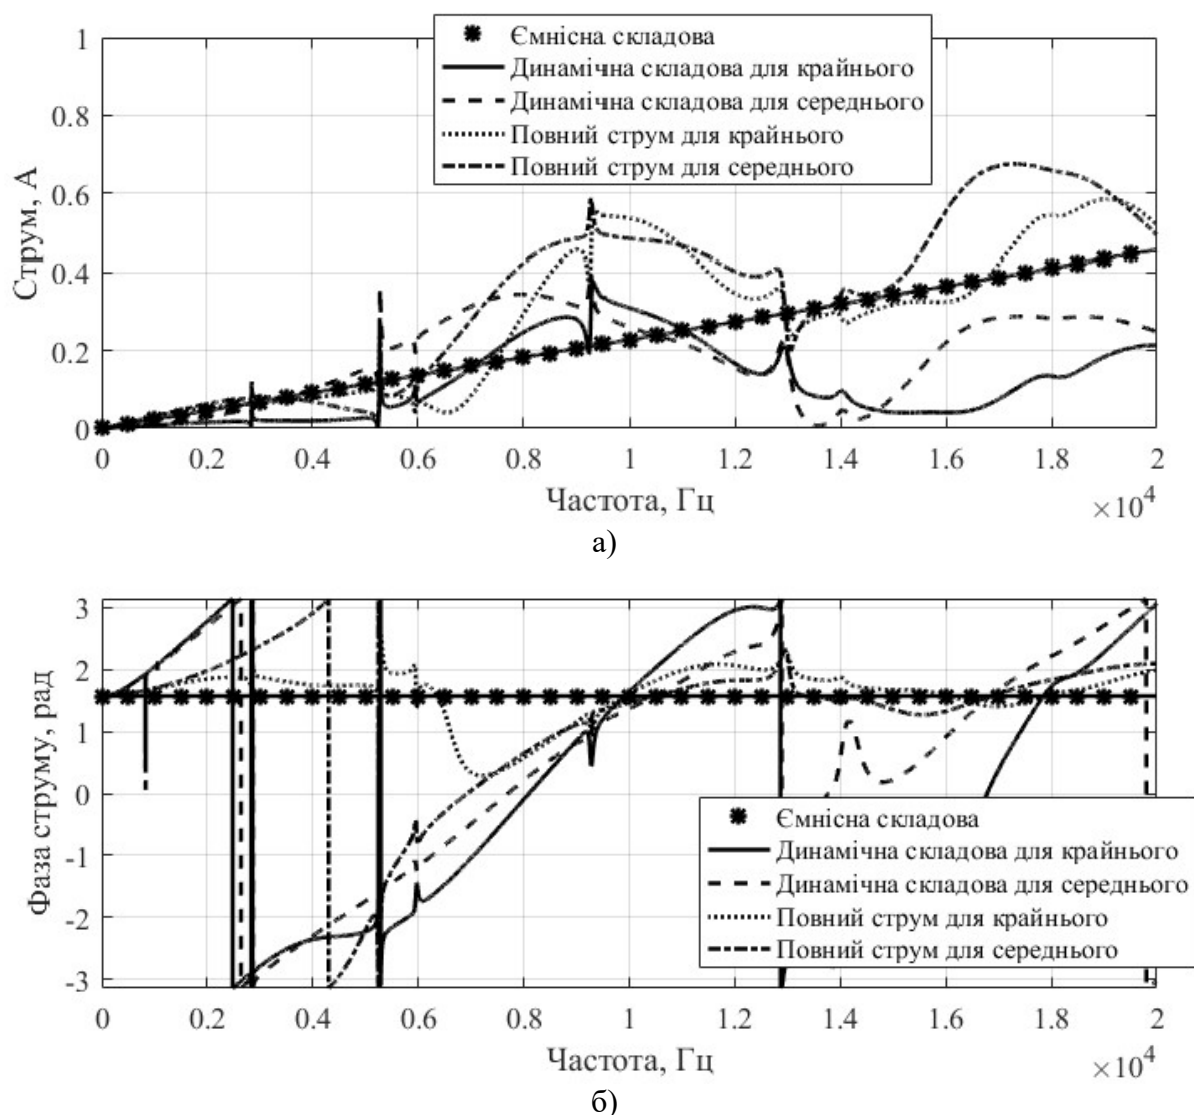 Ємнісна складова
Динамічна складова для крайнього
Динамічна складова для середнього
Повний струм для крайнього
Повний струм для середнього
1
0.8
0.6
0.4
0.2
0
Струм, А
0 0.2 0.4 0.6 0.8 1 1.2 1.4 1.6 1.8 2
Частота, Гц
×10⁴
а)
3
2
1
0
-1
-2
-3
Фаза струму, рад
Ємнісна складова
Динамічна складова для крайнього
Динамічна складова для середнього
Повний струм для крайнього
Повний струм для середнього
0 0.2 0.4 0.6 0.8 1 1.2 1.4 1.6 1.8 2
Частота, Гц
×10⁴
б)